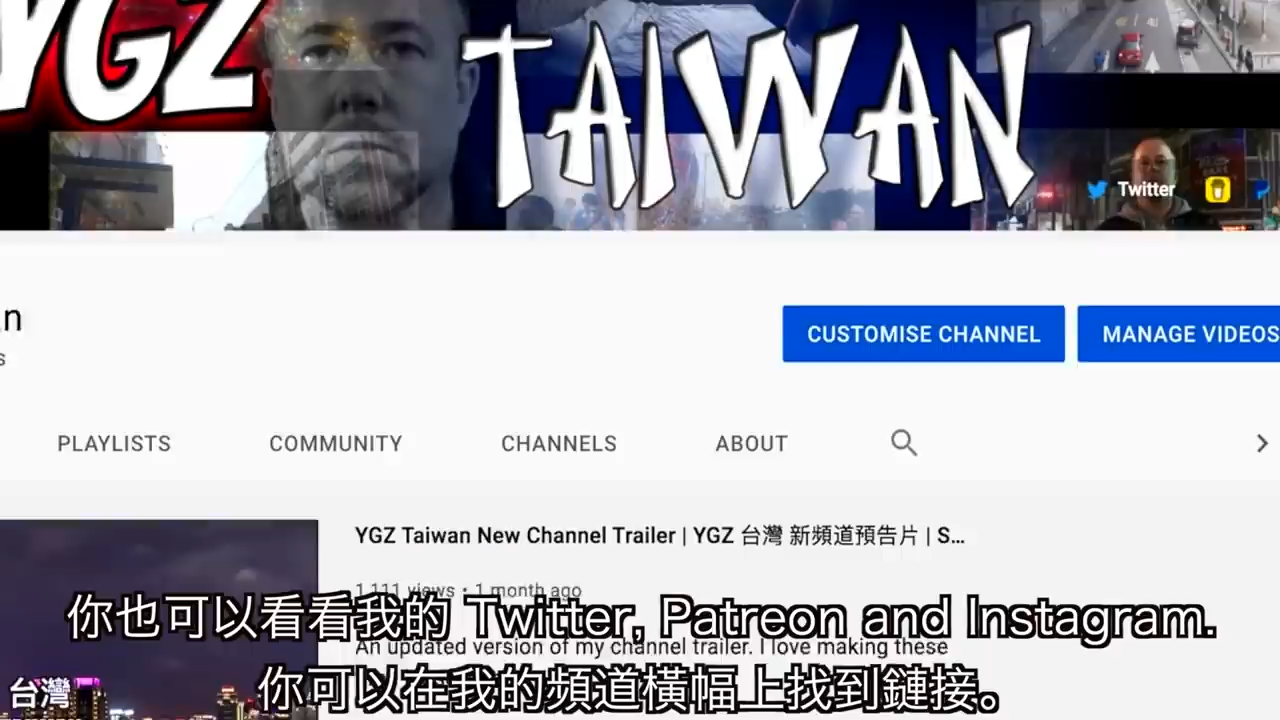 YGZ TAIWAN
Twitter
n
s
CUSTOMISE CHANNEL
MANAGE VIDEOS
PLAYLISTS
COMMUNITY
CHANNELS
ABOUT
YGZ Taiwan New Channel Trailer | YGZ 台灣 新頻道預告片 | S...
1,111 views • 1 month ago
An updated version of my channel trailer. I love making these
你也可以看看我的 Twitter, Patreon and Instagram.
你可以在我的頻道橫幅上找到鏈接。
台灣